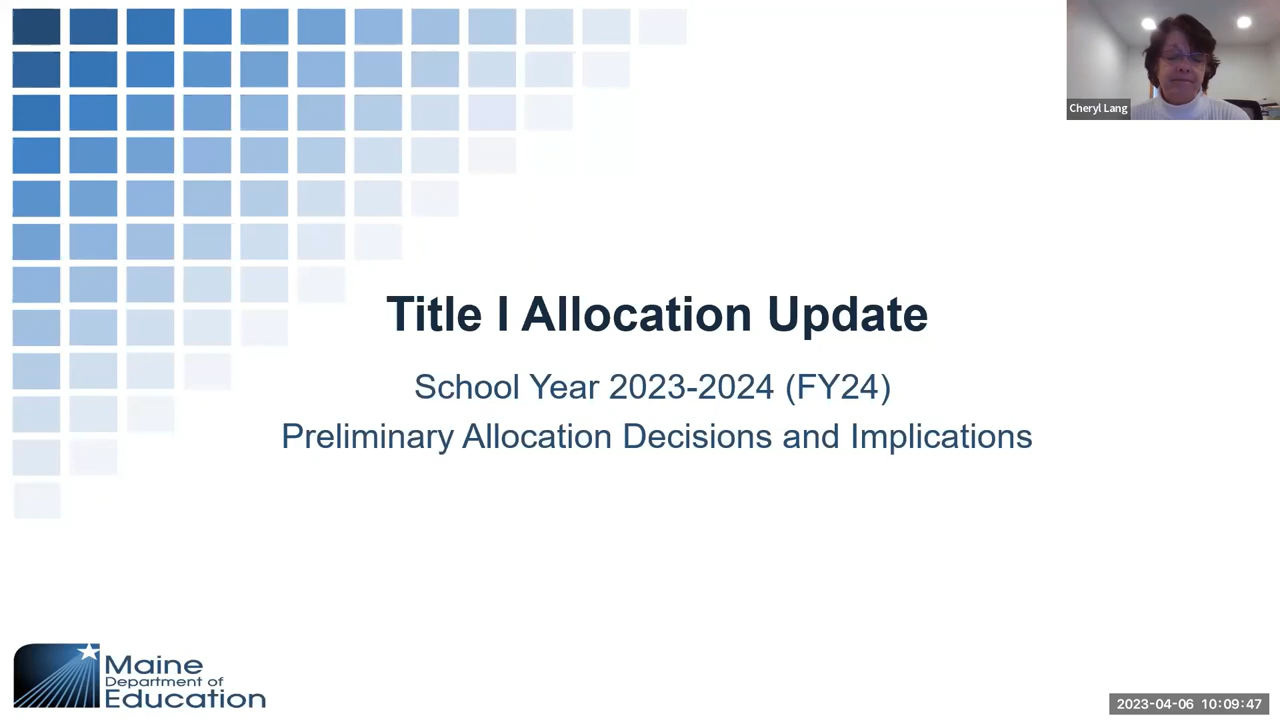 Cheryl Lang
Title I Allocation Update
School Year 2023-2024 (FY24)
Preliminary Allocation Decisions and Implications
Maine
Department of
Education
2023-04-06 10:09:47